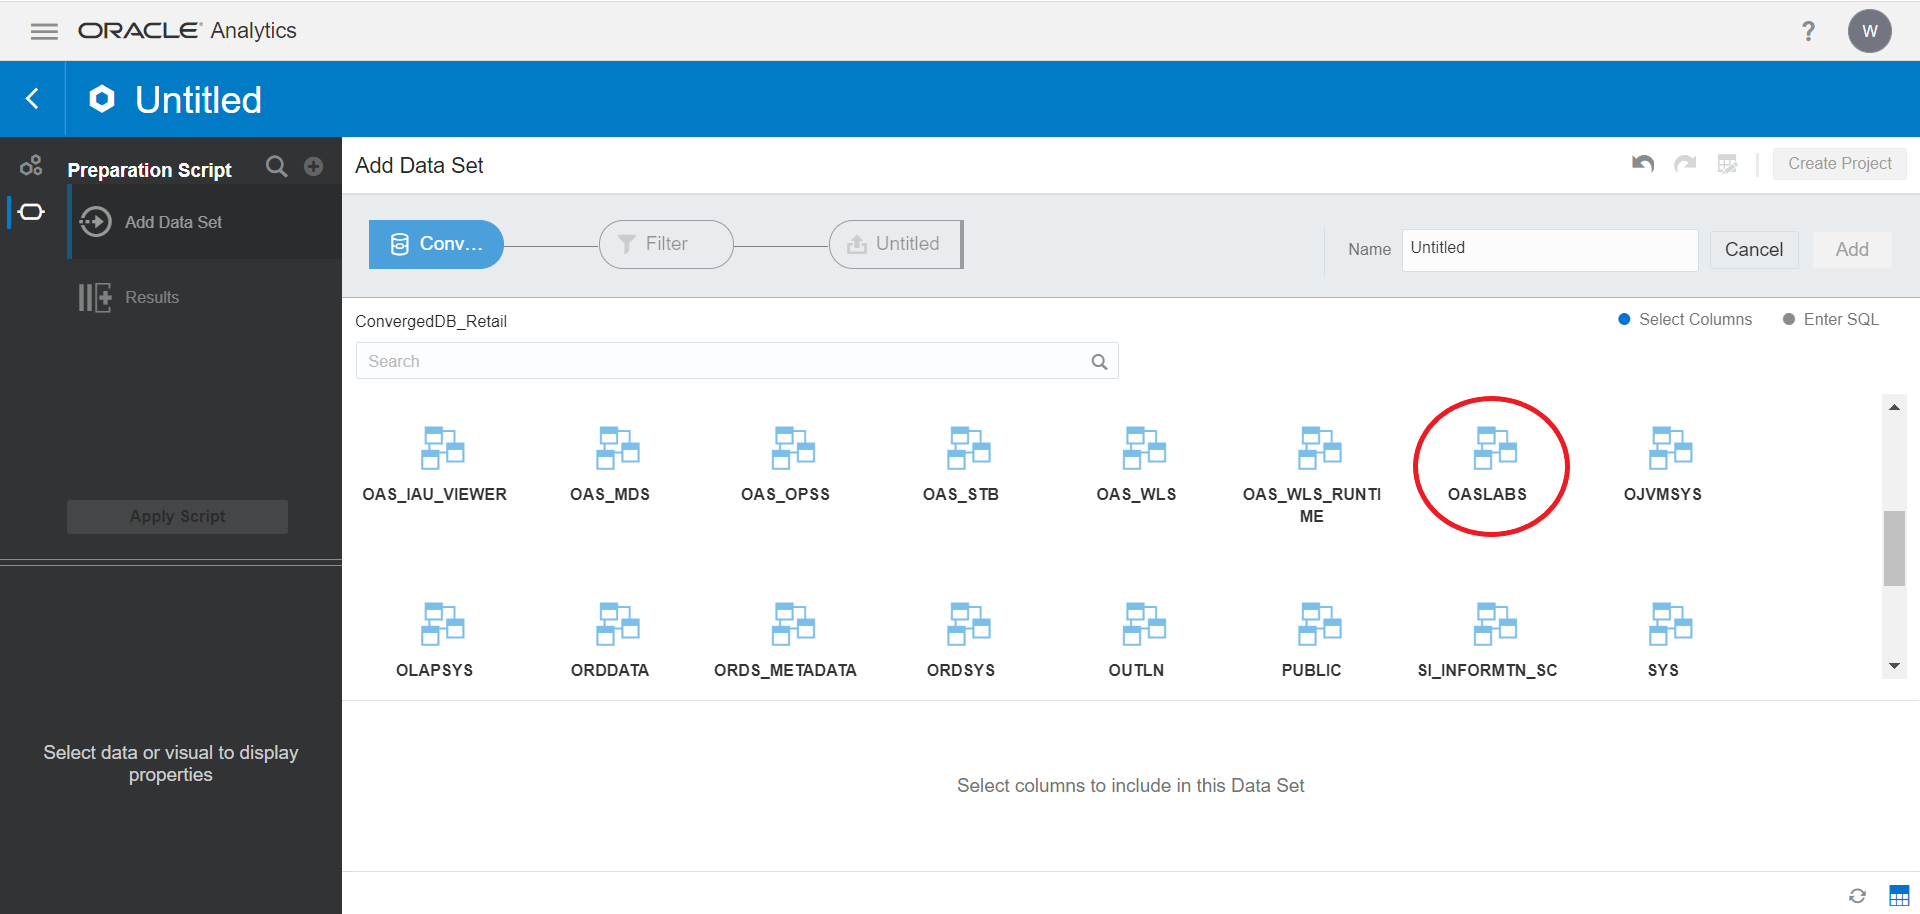 ORACLE Analytics
?
W
Untitled
Preparation Script
Add Data Set
Results
Apply Script
Select data or visual to display
properties
Add Data Set
Create Project
Conv...
Filter
Untitled
Name
Untitled
Cancel
Add
ConvergedDB_Retail
Select Columns
Enter SQL
Search
OAS_IAU_VIEWER
OAS_MDS
OAS_OPSS
OAS_STB
OAS_WLS
OAS_WLS_RUNTI
ME
OASLABS
OJVMSYS
OLAPSYS
ORDDATA
ORDS_METADATA
ORDSYS
OUTLN
PUBLIC
SI_INFORMTN_SC
SYS
Select columns to include in this Data Set